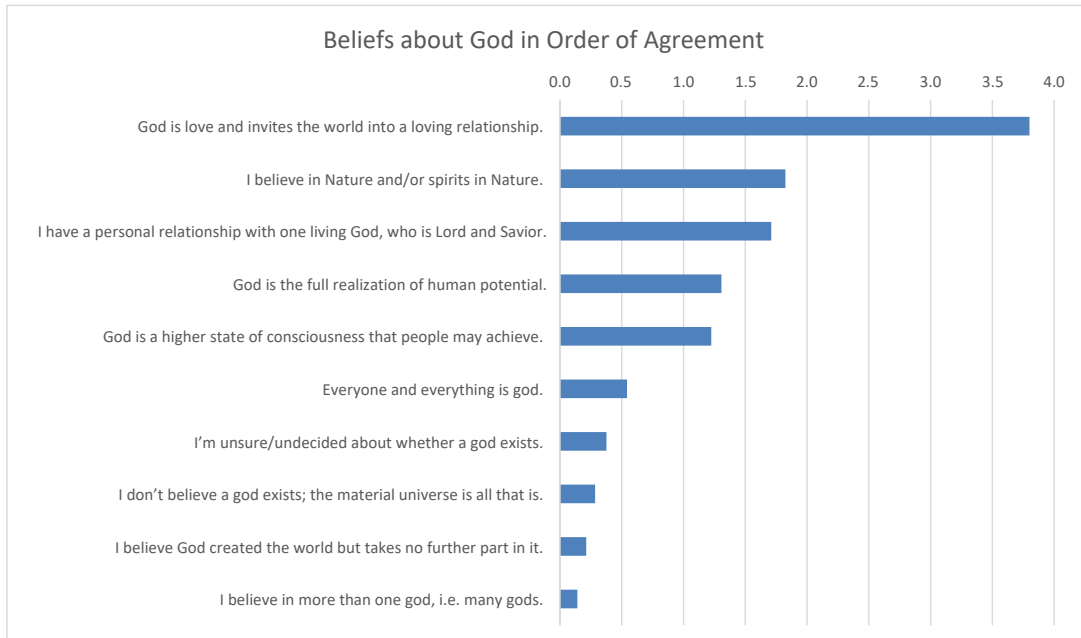 Beliefs about God in Order of Agreement
0.0 0.5 1.0 1.5 2.0 2.5 3.0 3.5 4.0
God is love and invites the world into a loving relationship.
I believe in Nature and/or spirits in Nature.
I have a personal relationship with one living God, who is Lord and Savior.
God is the full realization of human potential.
God is a higher state of consciousness that people may achieve.
Everyone and everything is god.
I’m unsure/undecided about whether a god exists.
I don’t believe a god exists; the material universe is all that is.
I believe God created the world but takes no further part in it.
I believe in more than one god, i.e. many gods.